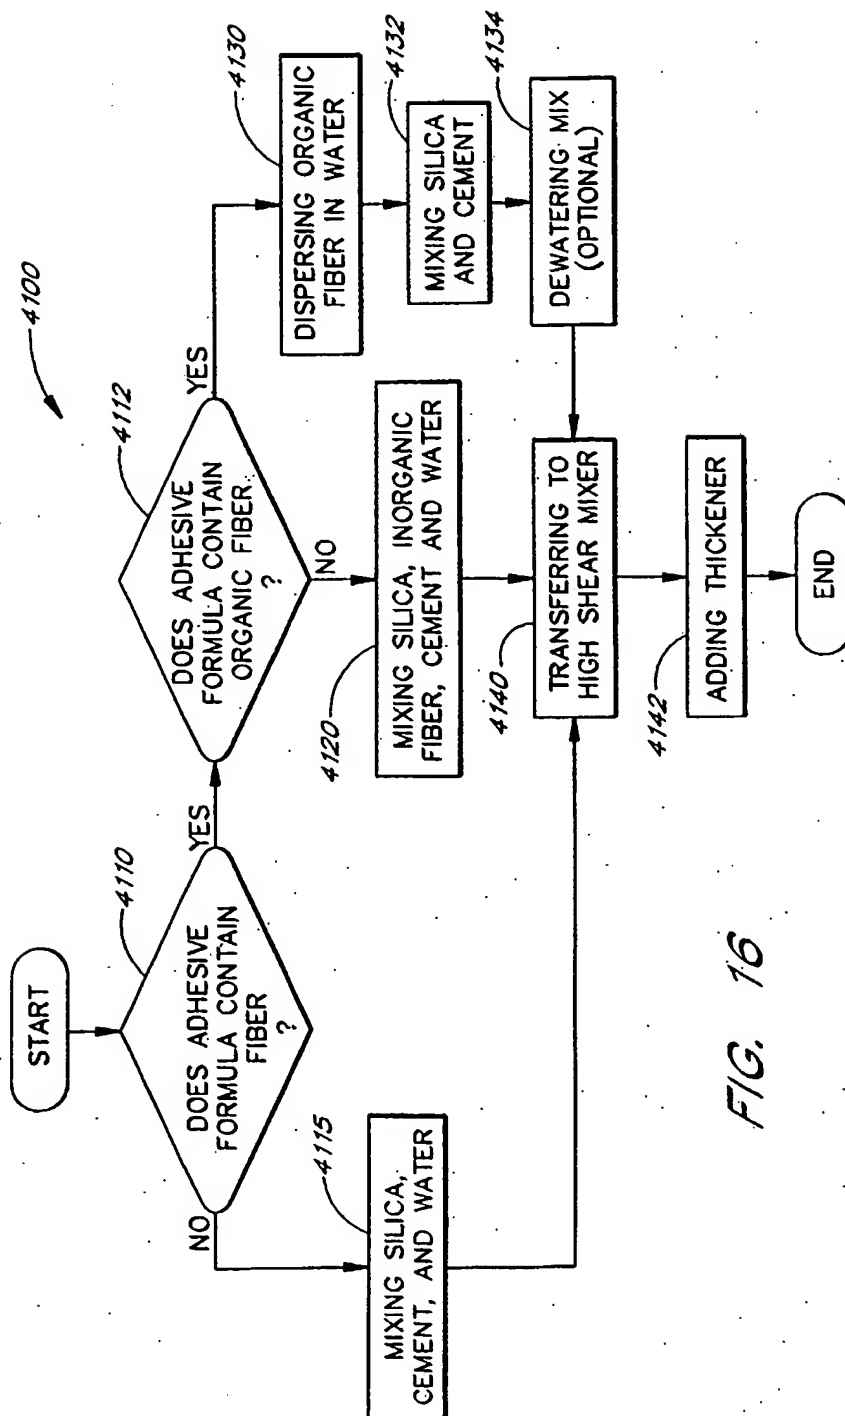 4100
START
4110
DOES ADHESIVE
FORMULA CONTAIN
FIBER
?
NO
YES
4112
DOES ADHESIVE
FORMULA CONTAIN
ORGANIC FIBER
?
YES
NO
4115
MIXING SILICA,
CEMENT, AND WATER
4120
MIXING SILICA, INORGANIC
FIBER, CEMENT AND WATER
4130
DISPERSING ORGANIC
FIBER IN WATER
4132
MIXING SILICA
AND CEMENT
4134
DEWATERING MIX
(OPTIONAL)
4140
TRANSFERRING TO
HIGH SHEAR MIXER
4142
ADDING THICKENER
END
FIG. 16